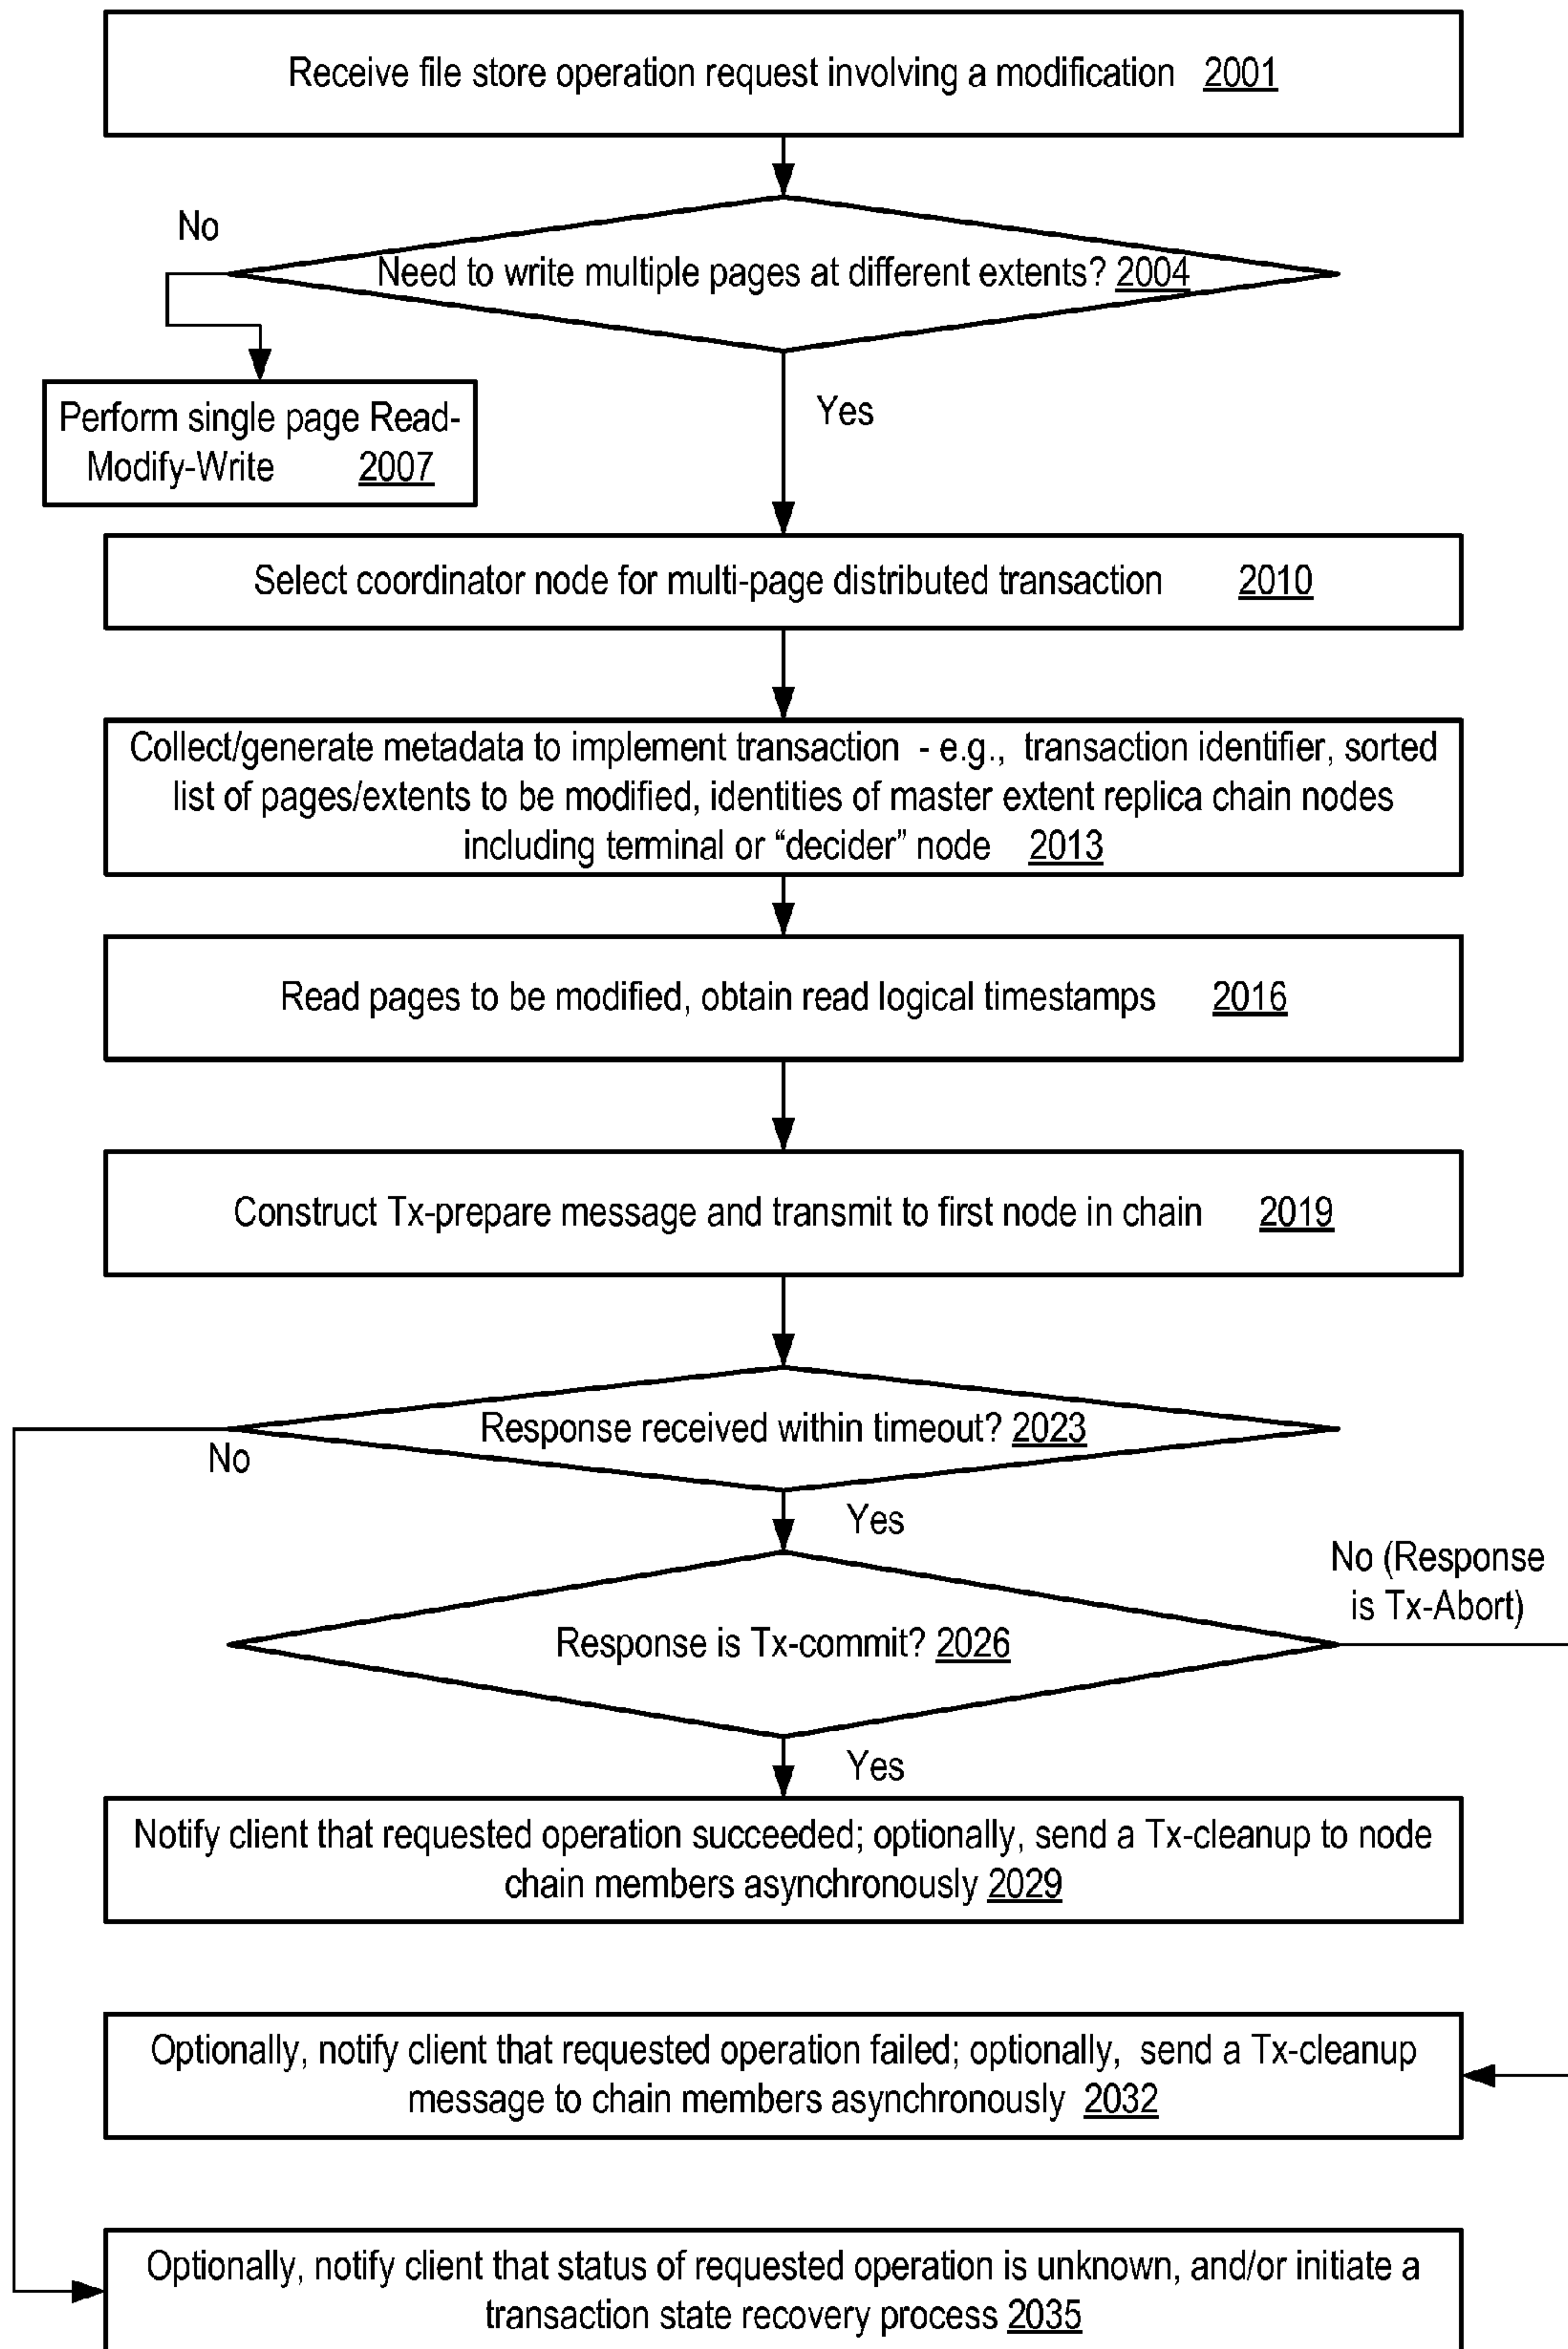 Receive file store operation request involving a modification 2001
No
Need to write multiple pages at different extents? 2004
Yes
Perform single page Read-
Modify-Write 2007
Select coordinator node for multi-page distributed transaction 2010
Collect/generate metadata to implement transaction - e.g., transaction identifier, sorted
list of pages/extents to be modified, identities of master extent replica chain nodes
including terminal or “decider” node 2013
Read pages to be modified, obtain read logical timestamps 2016
Construct Tx-prepare message and transmit to first node in chain 2019
Response received within timeout? 2023
No
Yes
No (Response
is Tx-Abort)
Response is Tx-commit? 2026
Yes
Notify client that requested operation succeeded; optionally, send a Tx-cleanup to node
chain members asynchronously 2029
Optionally, notify client that requested operation failed; optionally, send a Tx-cleanup
message to chain members asynchronously 2032
Optionally, notify client that status of requested operation is unknown, and/or initiate a
transaction state recovery process 2035